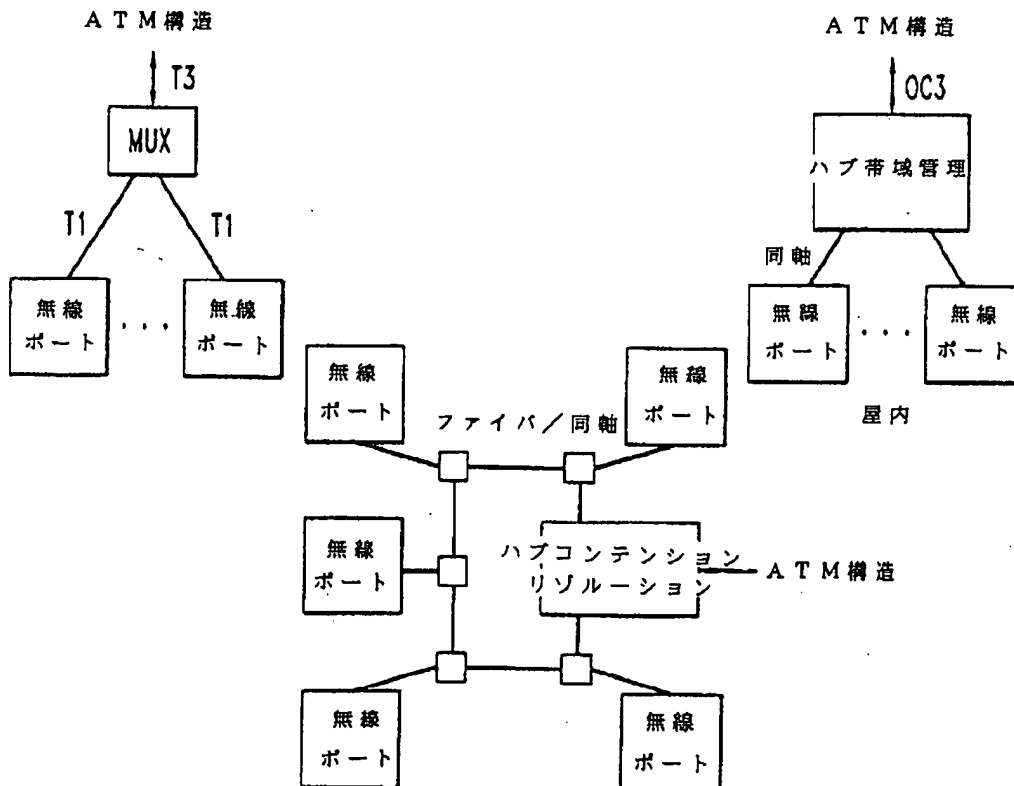 ATM構造
T3
MUX
T1
T1
無線
ポート
...
無線
ポート
ATM構造
OC3
ハブ帯域管理
同軸
無線
ポート
...
無線
ポート
屋内
無線
ポート
ファイバ/同軸
無線
ポート
無線
ポート
ハブコンテンション
リゾルーション
ATM構造
無線
ポート
無線
ポート